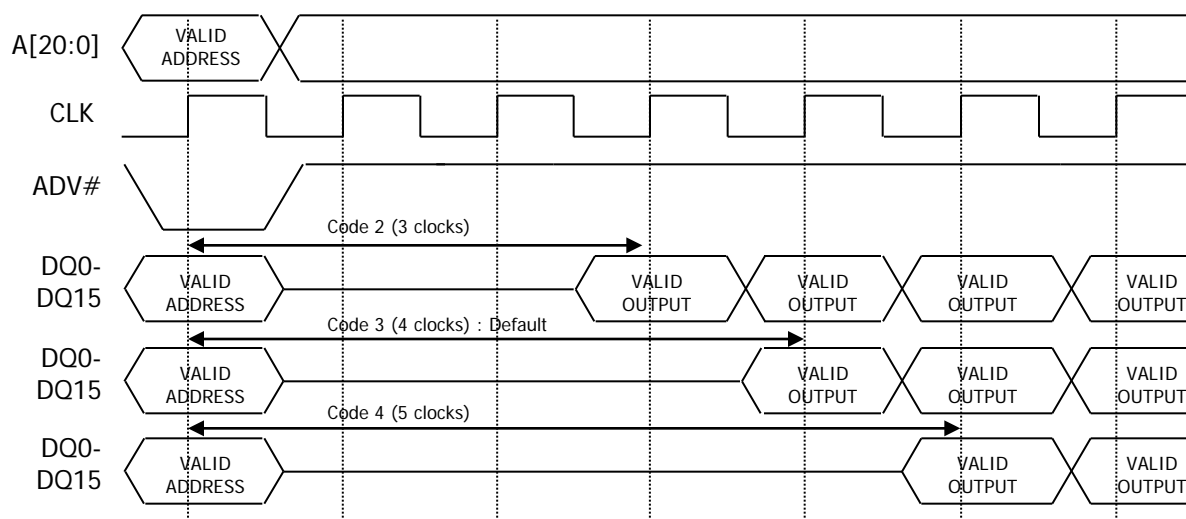 A[20:0]
VALID
ADDRESS
CLK
ADV#
Code 2 (3 clocks)
DQ0-
DQ15
VALID
ADDRESS
VALID
OUTPUT
VALID
OUTPUT
VALID
OUTPUT
VALID
OUTPUT
Code 3 (4 clocks) : Default
DQ0-
DQ15
VALID
ADDRESS
VALID
OUTPUT
VALID
OUTPUT
VALID
OUTPUT
Code 4 (5 clocks)
DQ0-
DQ15
VALID
ADDRESS
VALID
OUTPUT
VALID
OUTPUT